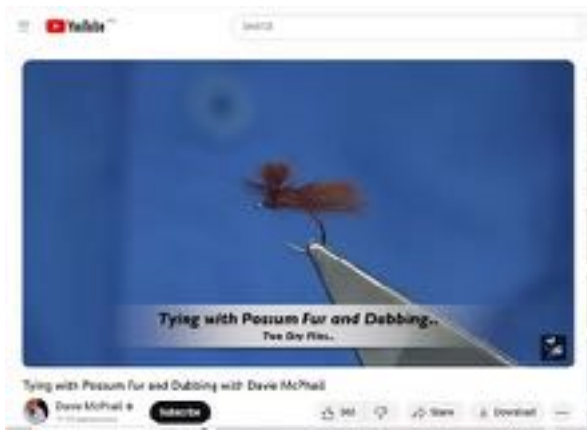 YouTube
Search
Tying with Possum Fur and Dubbing..
Two Dry Flies..
Tying with Possum Fur and Dubbing with Davie McPhail
Davie McPhail
Subscribe
Share
Download